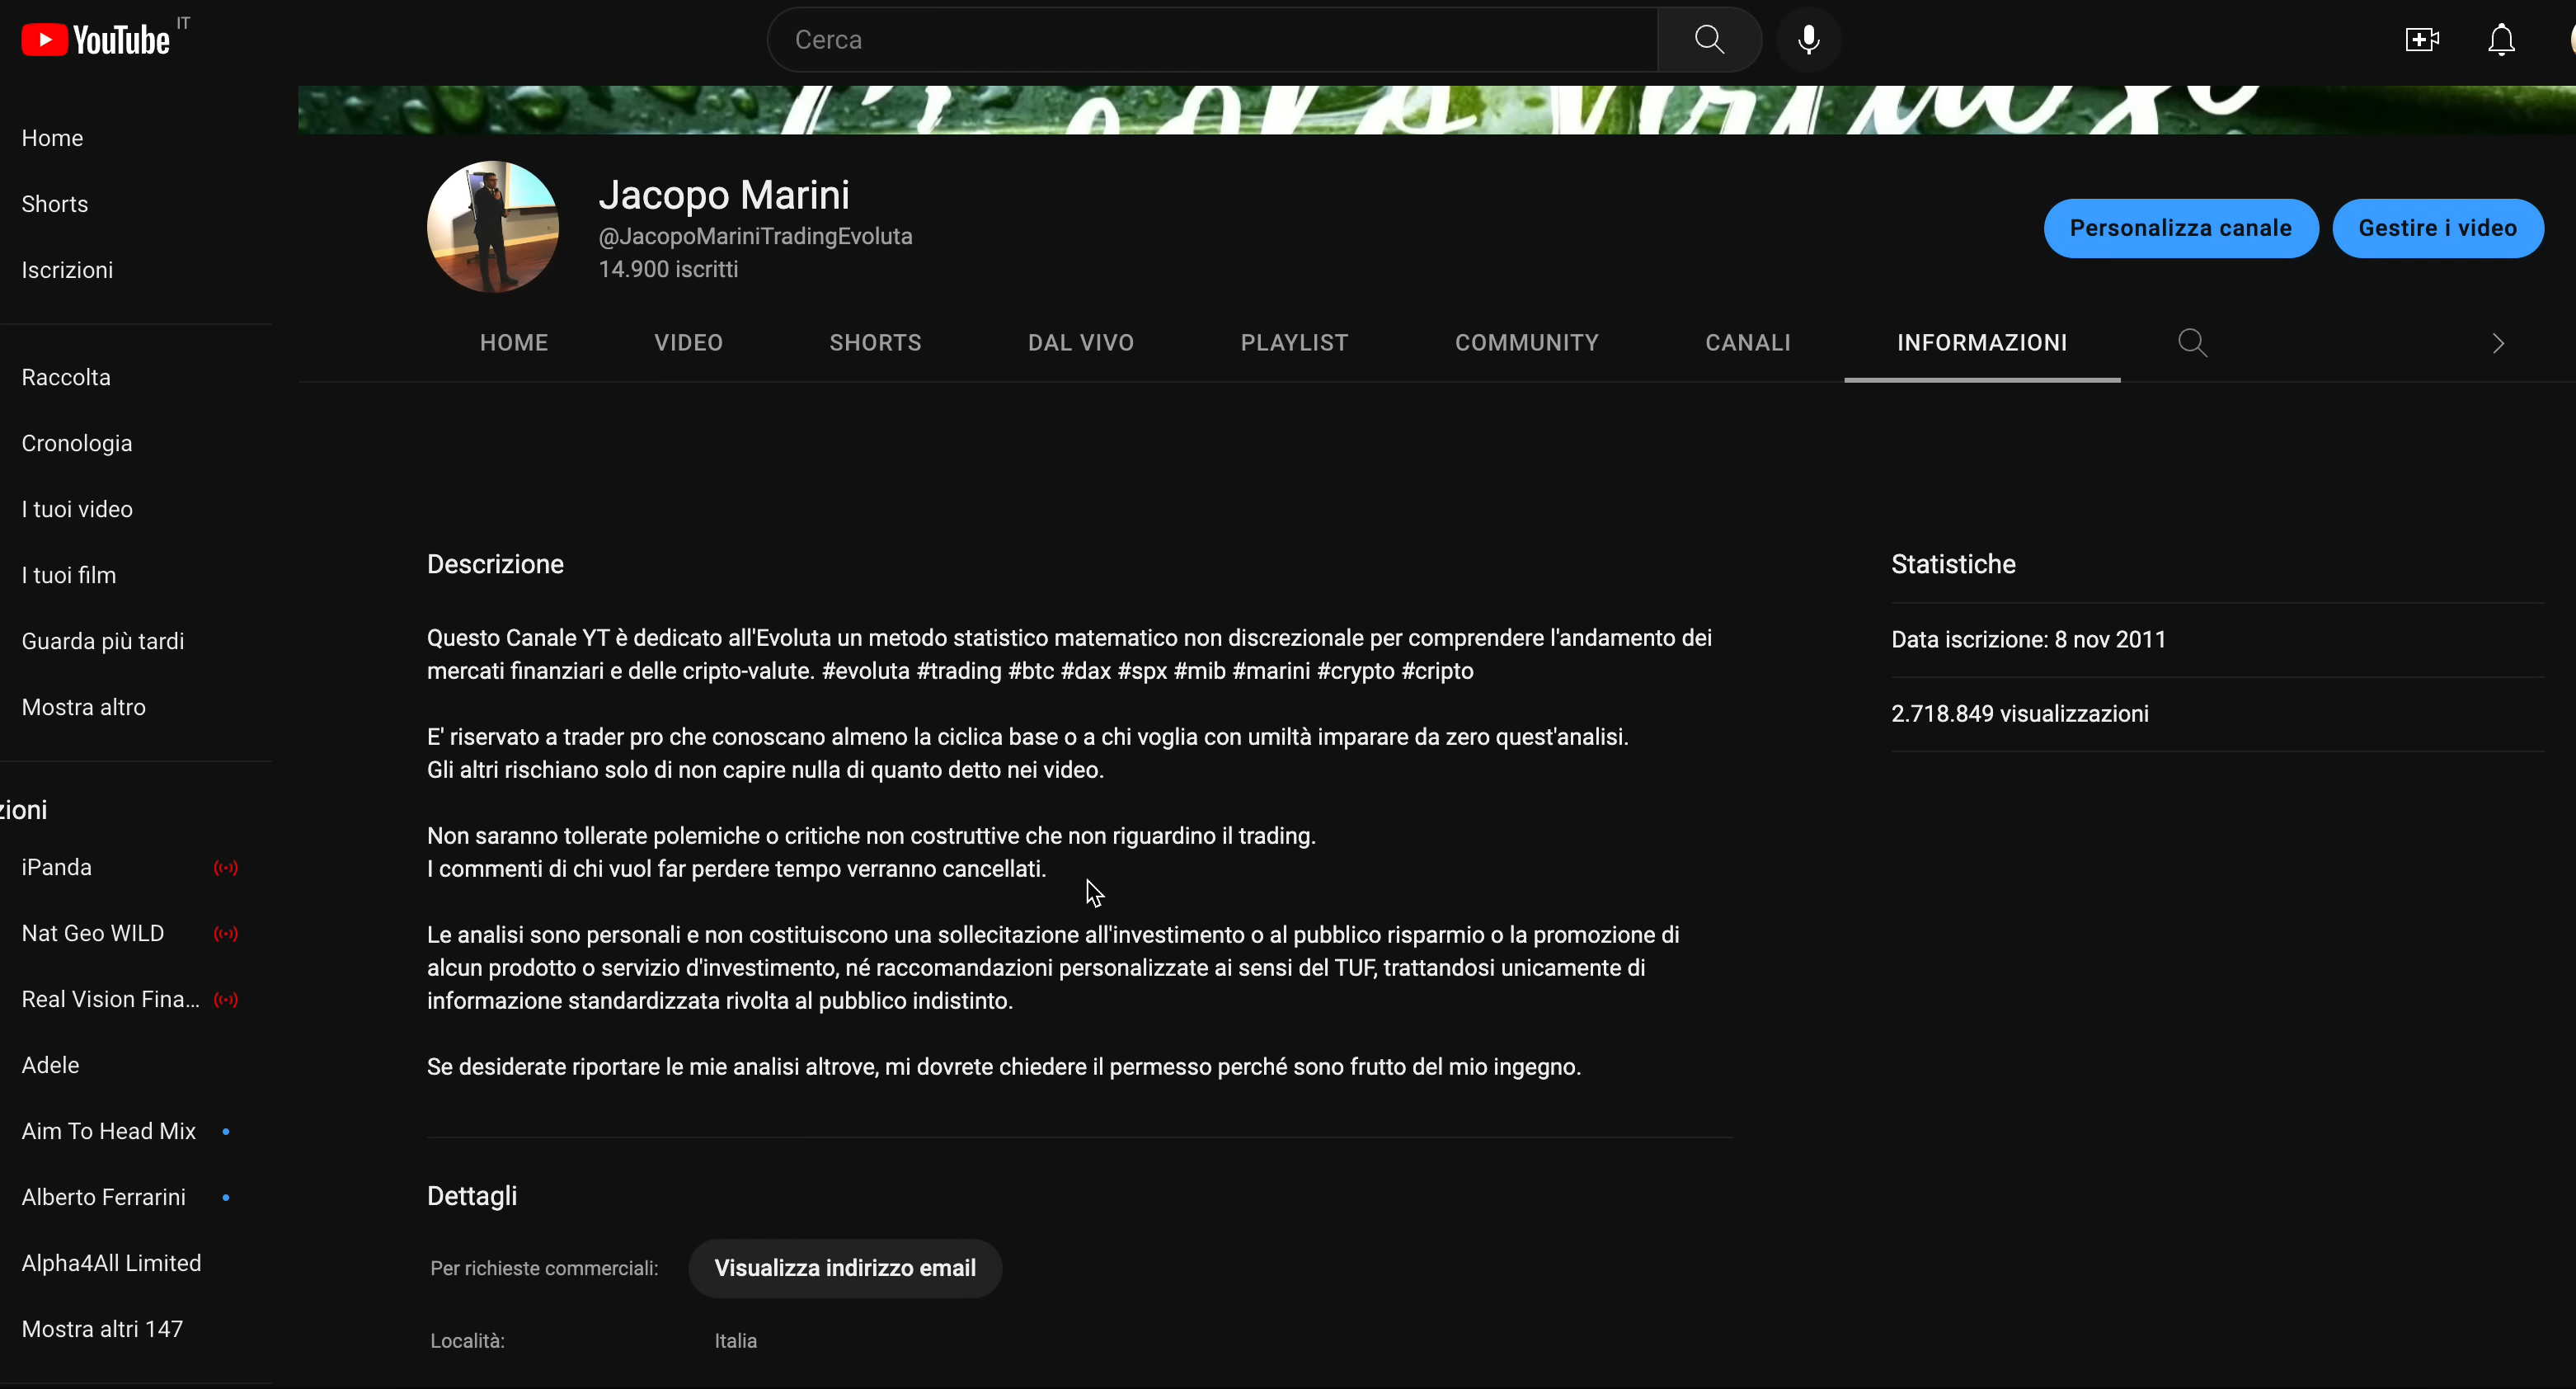 YouTube IT
Cerca
Home
Shorts
Iscrizioni
Raccolta
Cronologia
I tuoi video
I tuoi film
Guarda più tardi
Mostra altro
zioni
iPanda
Nat Geo WILD
Real Vision Fina...
Adele
Aim To Head Mix
Alberto Ferrarini
Alpha4All Limited
Mostra altri 147
Jacopo Marini
@JacopoMariniTradingEvoluta
14.900 iscritti
Personalizza canale
Gestire i video
HOME VIDEO SHORTS DAL VIVO PLAYLIST COMMUNITY CANALI INFORMAZIONI
Descrizione
Questo Canale YT è dedicato all'Evoluta un metodo statistico matematico non discrezionale per comprendere l'andamento dei
mercati finanziari e delle cripto-valute. #evoluta #trading #btc #dax #spx #mib #marini #crypto #cripto
E' riservato a trader pro che conoscano almeno la ciclica base o a chi voglia con umiltà imparare da zero quest'analisi.
Gli altri rischiano solo di non capire nulla di quanto detto nei video.
Non saranno tollerate polemiche o critiche non costruttive che non riguardino il trading.
I commenti di chi vuol far perdere tempo verranno cancellati.
Le analisi sono personali e non costituiscono una sollecitazione all'investimento o al pubblico risparmio o la promozione di
alcun prodotto o servizio d'investimento, né raccomandazioni personalizzate ai sensi del TUF, trattandosi unicamente di
informazione standardizzata rivolta al pubblico indistinto.
Se desiderate riportare le mie analisi altrove, mi dovrete chiedere il permesso perché sono frutto del mio ingegno.
Dettagli
Per richieste commerciali: Visualizza indirizzo email
Località: Italia
Statistiche
Data iscrizione: 8 nov 2011
2.718.849 visualizzazioni